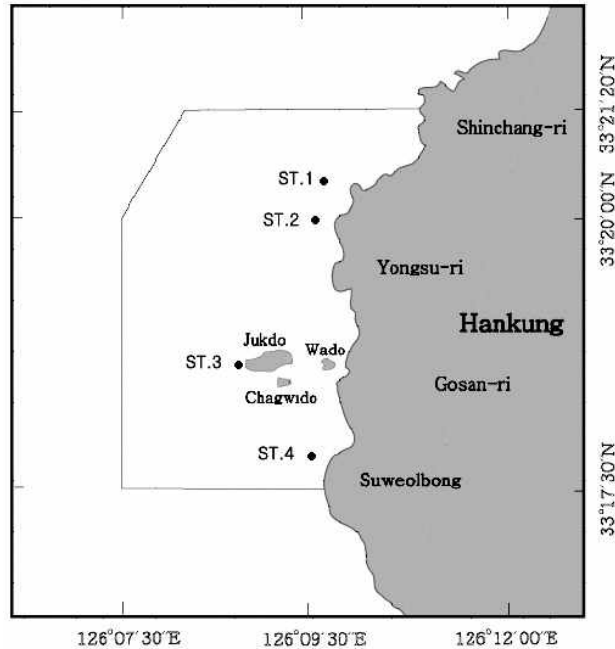 Shinchang-ri
ST.1
ST.2
Yongsu-ri
Hankung
Jukdo
Wado
ST.3
Gosan-ri
Chagwido
ST.4
Suweolbong
33°21'20"N
33°20'00"N
33°17'30"N
126°07'30"E
126°09'30"E
126°12'00"E